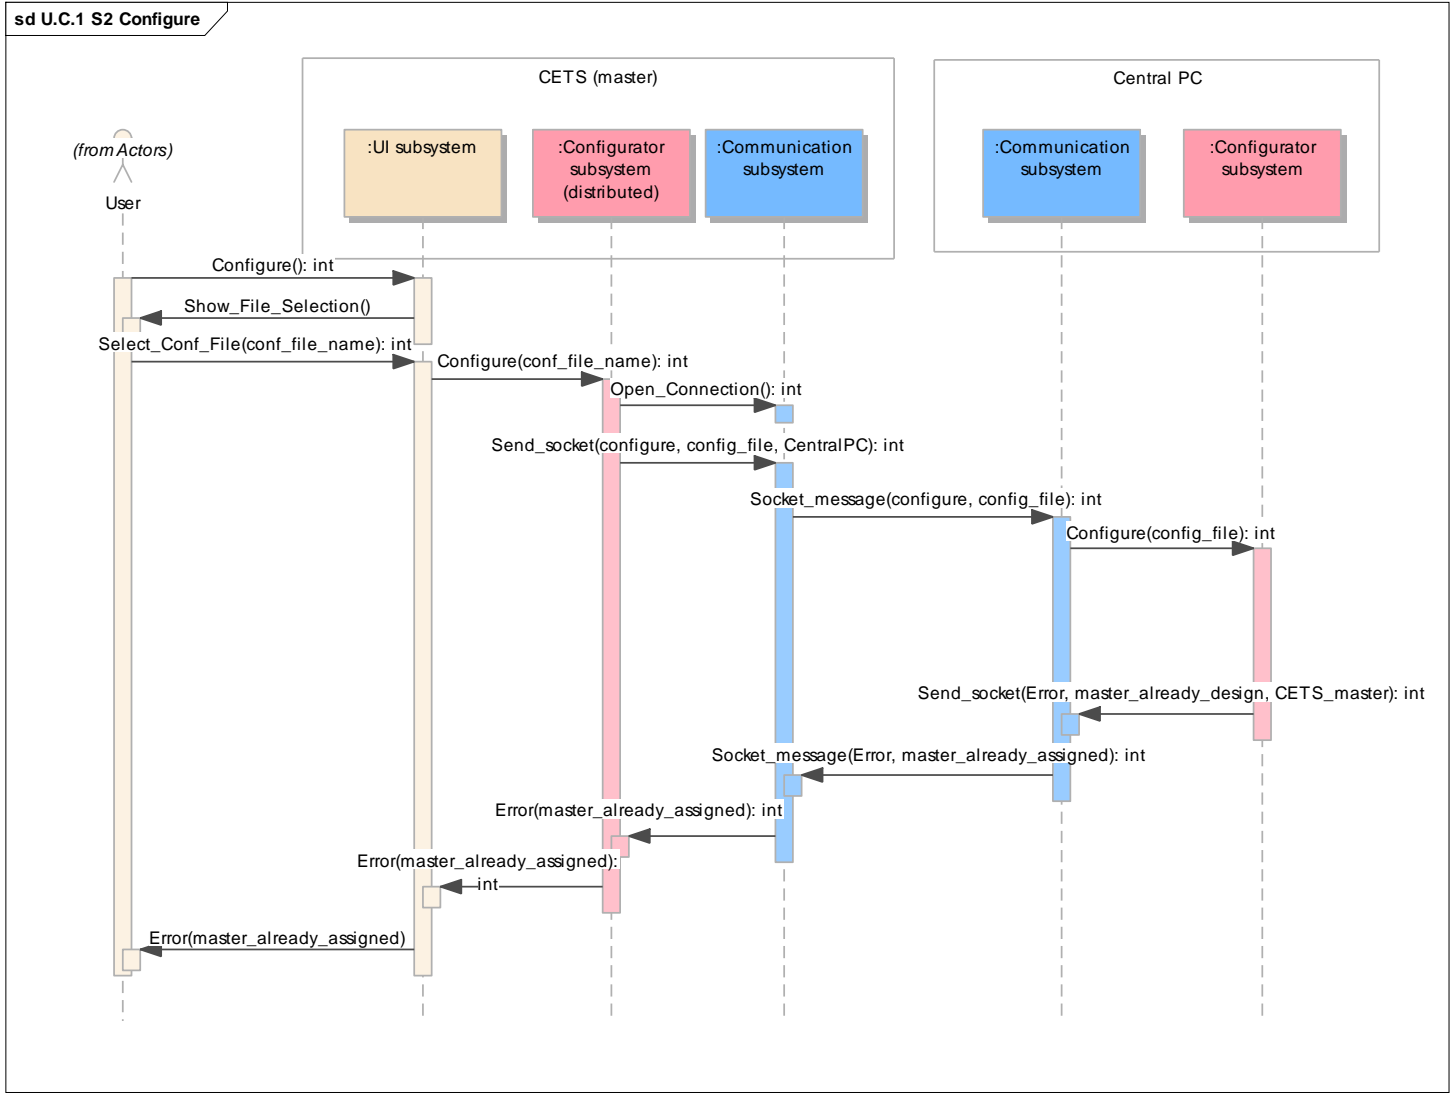 sd U.C.1 S2 Configure
CETS (master)
Central PC
(from Actors)
User
:UI subsystem
:Configurator
subsystem
(distributed)
:Communication
subsystem
:Communication
subsystem
:Configurator
subsystem
Configure(): int
Show_File_Selection()
Select_Conf_File(conf_file_name): int
Configure(conf_file_name): int
Open_Connection(): int
Send_socket(configure, config_file, CentralPC): int
Socket_message(configure, config_file): int
Configure(config_file): int
Send_socket(Error, master_already_design, CETS_master): int
Socket_message(Error, master_already_assigned): int
Error(master_already_assigned): int
Error(master_already_assigned):
int
Error(master_already_assigned)